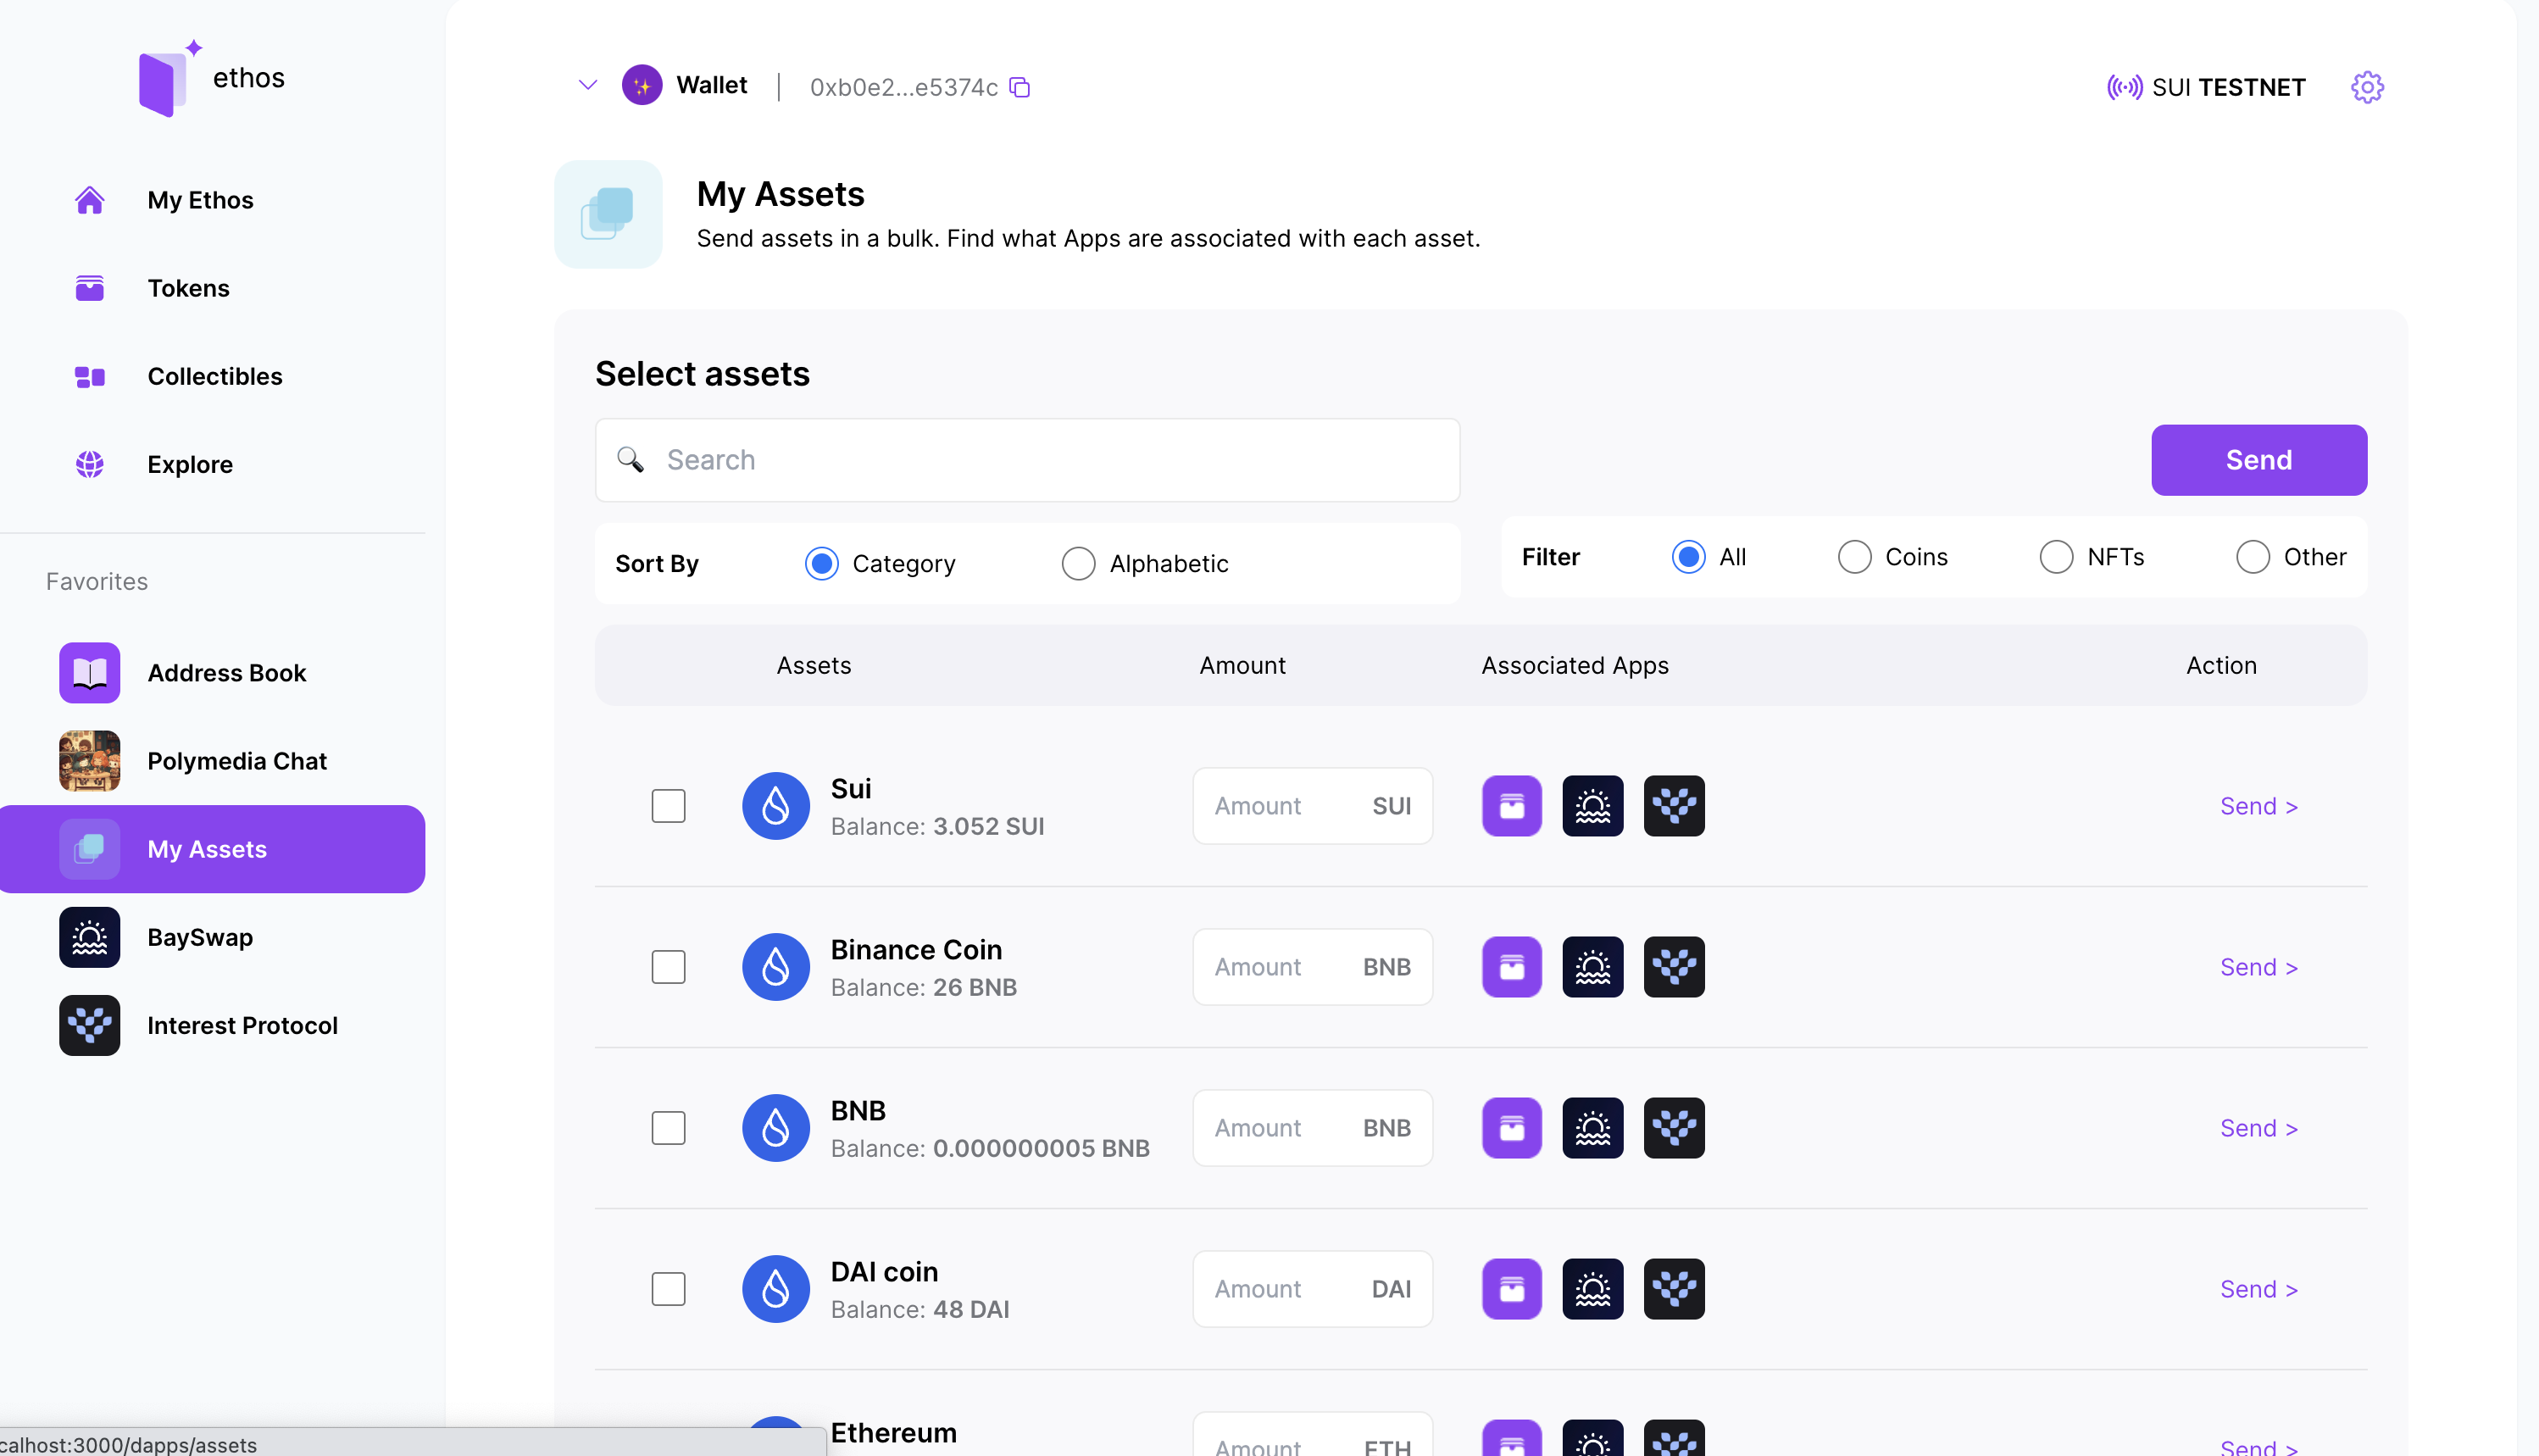 ethos
My Ethos
Tokens
Collectibles
Explore
Favorites
Address Book
Polymedia Chat
My Assets
BaySwap
Interest Protocol
Wallet | 0xb0e2...e5374c
SUI TESTNET
My Assets
Send assets in a bulk. Find what Apps are associated with each asset.
Select assets
Search
Send
Sort By Category Alphabetic
Filter All Coins NFTs Other
Assets Amount Associated Apps Action
Sui
Balance: 3.052 SUI
Amount SUI
Send >
Binance Coin
Balance: 26 BNB
Amount BNB
Send >
BNB
Balance: 0.000000005 BNB
Amount BNB
Send >
DAI coin
Balance: 48 DAI
Amount DAI
Send >
Ethereum
Amount ETH
Send >
calhost:3000/dapps/assets